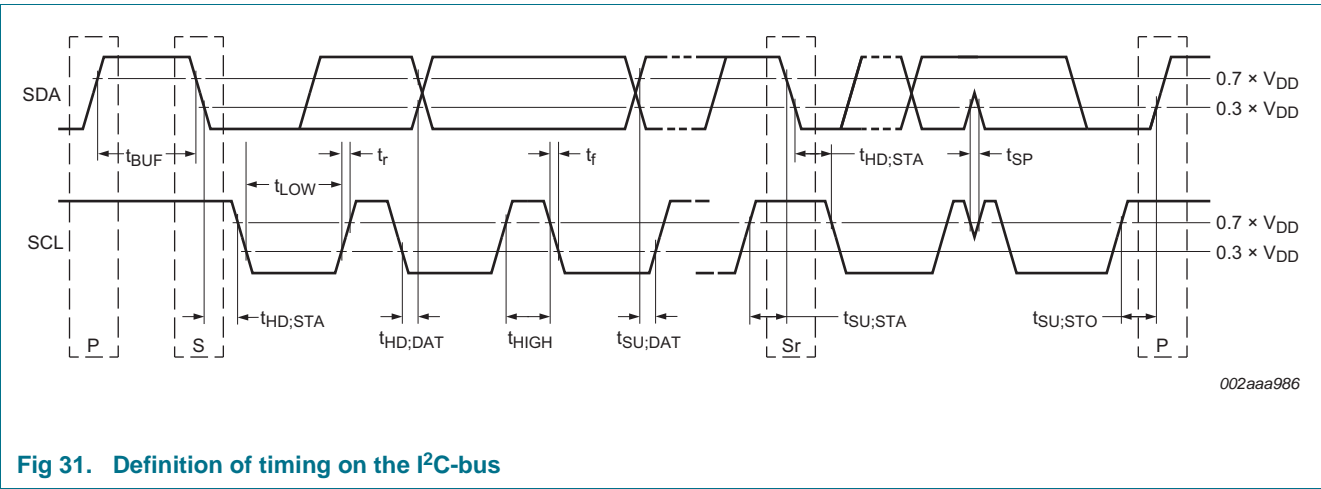 SDA
0.7 × VDD
0.3 × VDD
tBUF
tr
tf
tHD;STA
tSP
tLOW
SCL
0.7 × VDD
0.3 × VDD
tHD;STA
tHD;DAT
tHIGH
tSU;DAT
tSU;STA
tSU;STO
P
S
Sr
P
002aaa986
Fig 31. Definition of timing on the I²C-bus